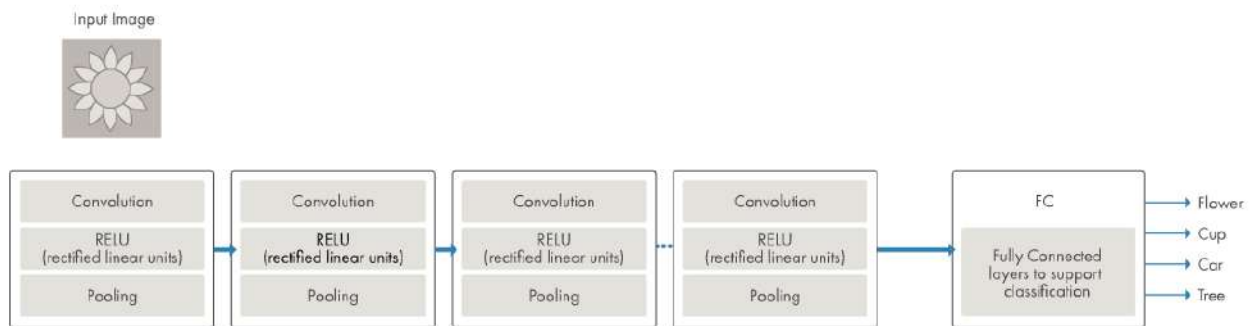 Input Image
Convolution
RELU
(rectified linear units)
Pooling
Convolution
RELU
(rectified linear units)
Pooling
Convolution
RELU
(rectified linear units)
Pooling
Convolution
RELU
(rectified linear units)
Pooling
FC
Fully Connected
layers to support
classification
Flower
Cup
Car
Tree